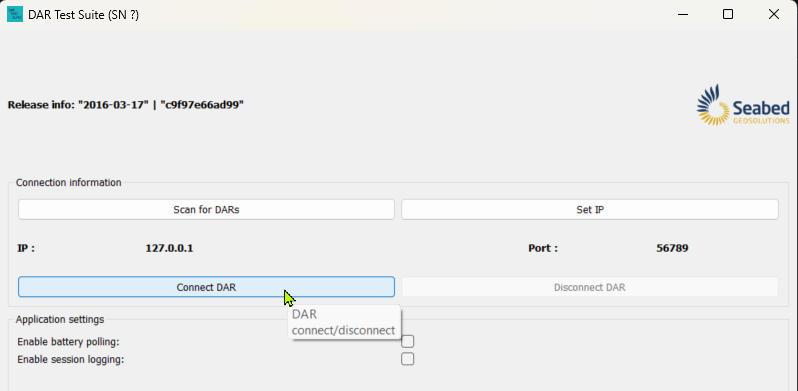 DAR Test Suite (SN ?)
Release info: "2016-03-17" | "c9f97e66ad99"
Seabed
GEOSOLUTIONS
Connection information
Scan for DARs
Set IP
IP : 127.0.0.1 Port : 56789
Connect DAR
Disconnect DAR
DAR
connect/disconnect
Application settings
Enable battery polling:
Enable session logging: